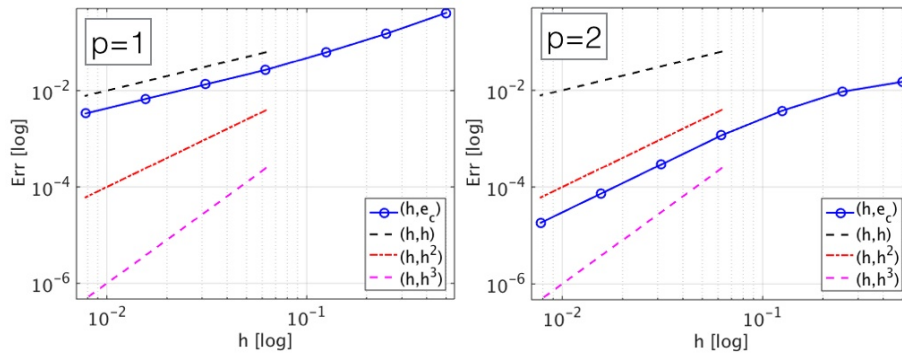 p=1
Err [log]
10^-2
10^-4
10^-6
10^-2
10^-1
h [log]
(h,e_c)
(h,h)
(h,h^2)
(h,h^3)
p=2
Err [log]
10^-2
10^-4
10^-6
10^-2
10^-1
h [log]
(h,e_c)
(h,h)
(h,h^2)
(h,h^3)